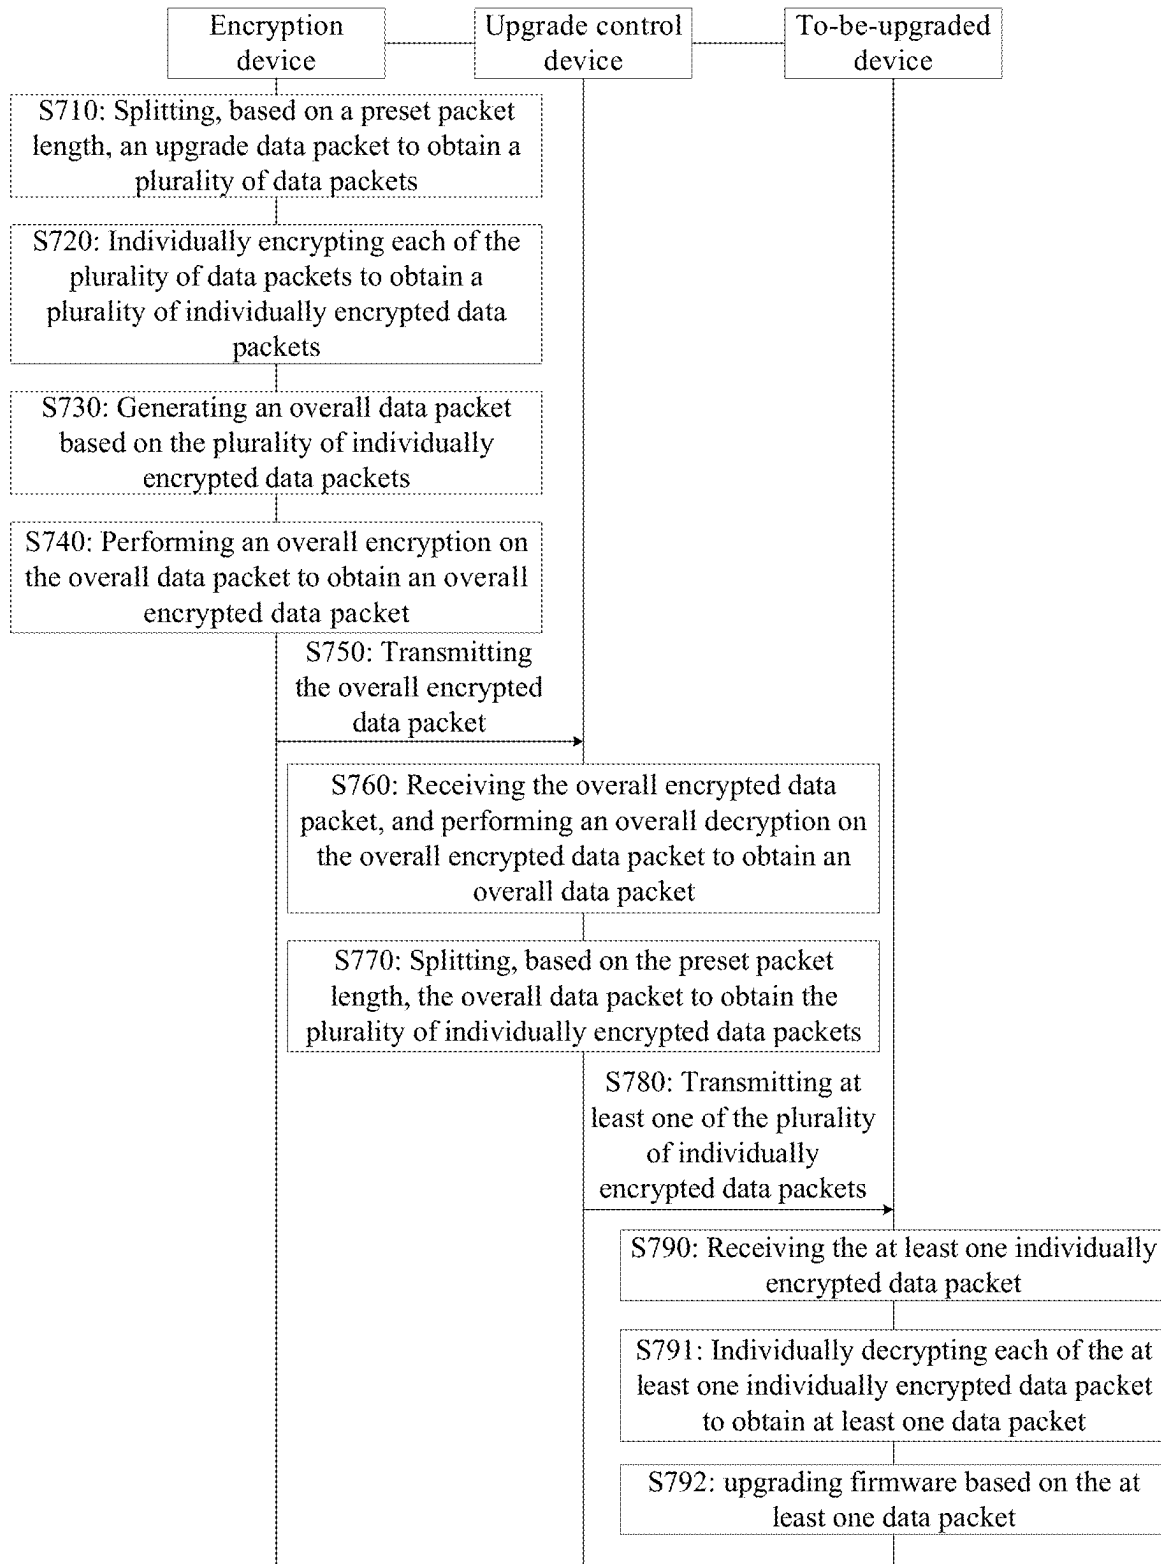 Encryption
device
Upgrade control
device
To-be-upgraded
device
S710: Splitting, based on a preset packet
length, an upgrade data packet to obtain a
plurality of data packets
S720: Individually encrypting each of the
plurality of data packets to obtain a
plurality of individually encrypted data
packets
S730: Generating an overall data packet
based on the plurality of individually
encrypted data packets
S740: Performing an overall encryption on
the overall data packet to obtain an overall
encrypted data packet
S750: Transmitting
the overall encrypted
data packet
S760: Receiving the overall encrypted data
packet, and performing an overall decryption on
the overall encrypted data packet to obtain an
overall data packet
S770: Splitting, based on the preset packet
length, the overall data packet to obtain the
plurality of individually encrypted data packets
S780: Transmitting at
least one of the plurality
of individually
encrypted data packets
S790: Receiving the at least one individually
encrypted data packet
S791: Individually decrypting each of the at
least one individually encrypted data packet
to obtain at least one data packet
S792: upgrading firmware based on the at
least one data packet